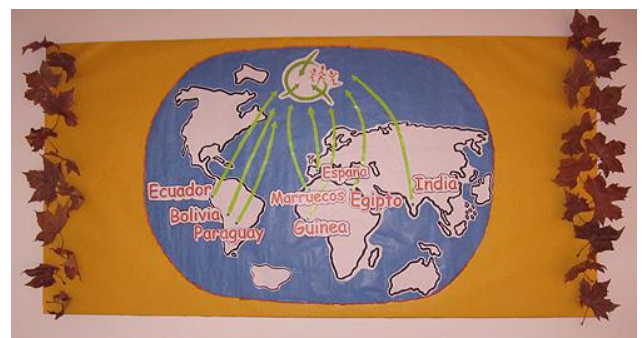 Ecuador
Bolivia
Paraguay
España
Marruecos
Guinea
Egipto
India